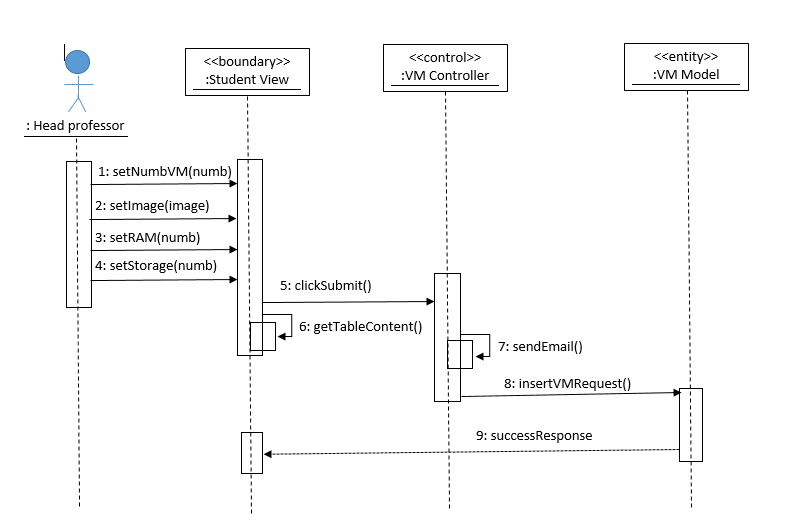 <<boundary>>
:Student View
<<control>>
:VM Controller
<<entity>>
:VM Model
: Head professor
1: setNumbVM(numb)
2: setImage(image)
3: setRAM(numb)
4: setStorage(numb)
5: clickSubmit()
6: getTableContent()
7: sendEmail()
8: insertVMRequest()
9: successResponse